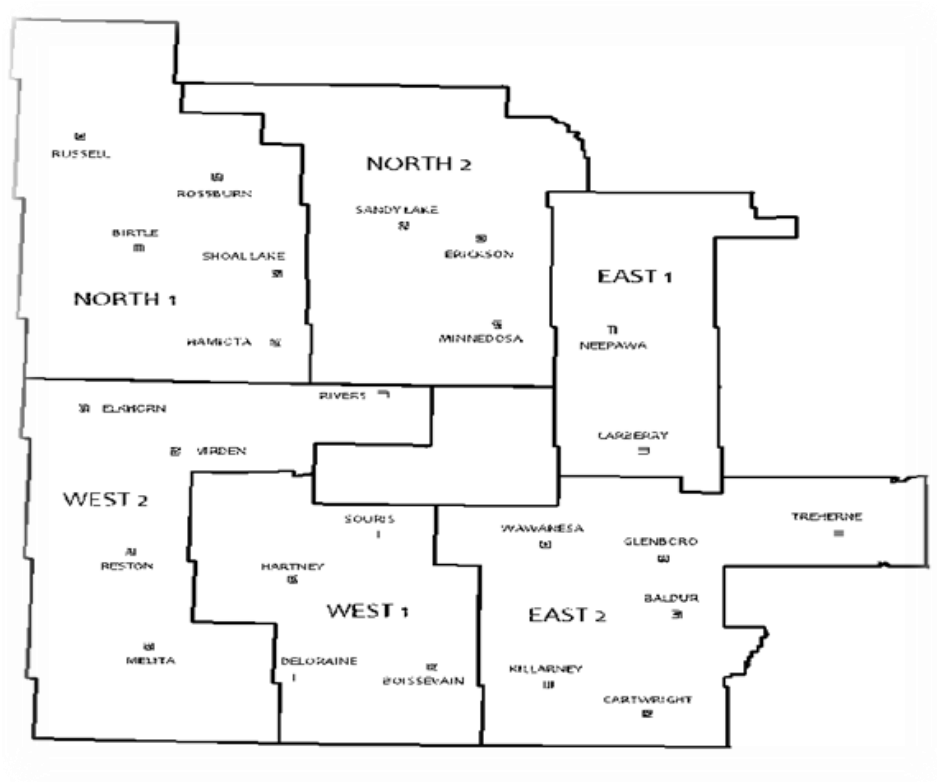 RUSSELL
NORTH 2
ROSSBURN
SANDY LAKE
BIRTLE
SHOAL LAKE
ERICKSON
EAST 1
NORTH 1
HAMIOTA
MINNEDOSA
NEEPAWA
RIVERS
ELKHORN
CARBERRY
VIRDEN
WEST 2
SOURIS
WAWANESA
TREHERNE
GLENBORO
RESTON
HARTNEY
BALDUR
WEST 1
EAST 2
MELITA
DELORAINE
BOISSEVAIN
KILLARNEY
CARTWRIGHT